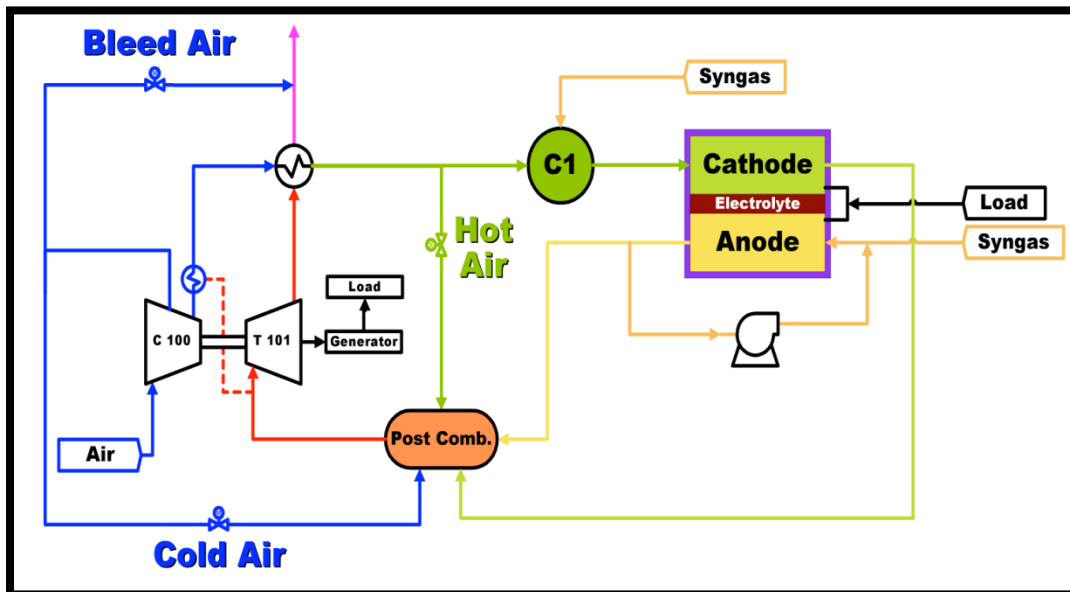 Bleed Air
Syngas
C1
Cathode
Electrolyte
Anode
Load
Syngas
Hot
Air
Load
Generator
C 100
T 101
Air
Post Comb.
Cold Air